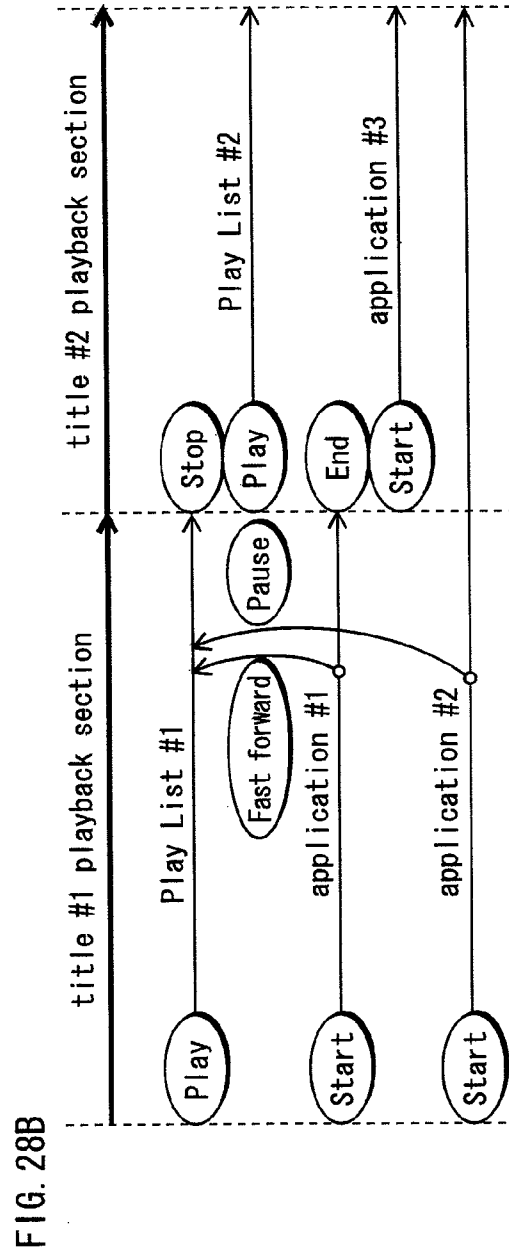 FIG. 28B
title #1 playback section
title #2 playback section
Play
Play List #1
Stop
Play
Play List #2
Fast forward
Pause
Start
application #1
End
Start
application #3
Start
application #2